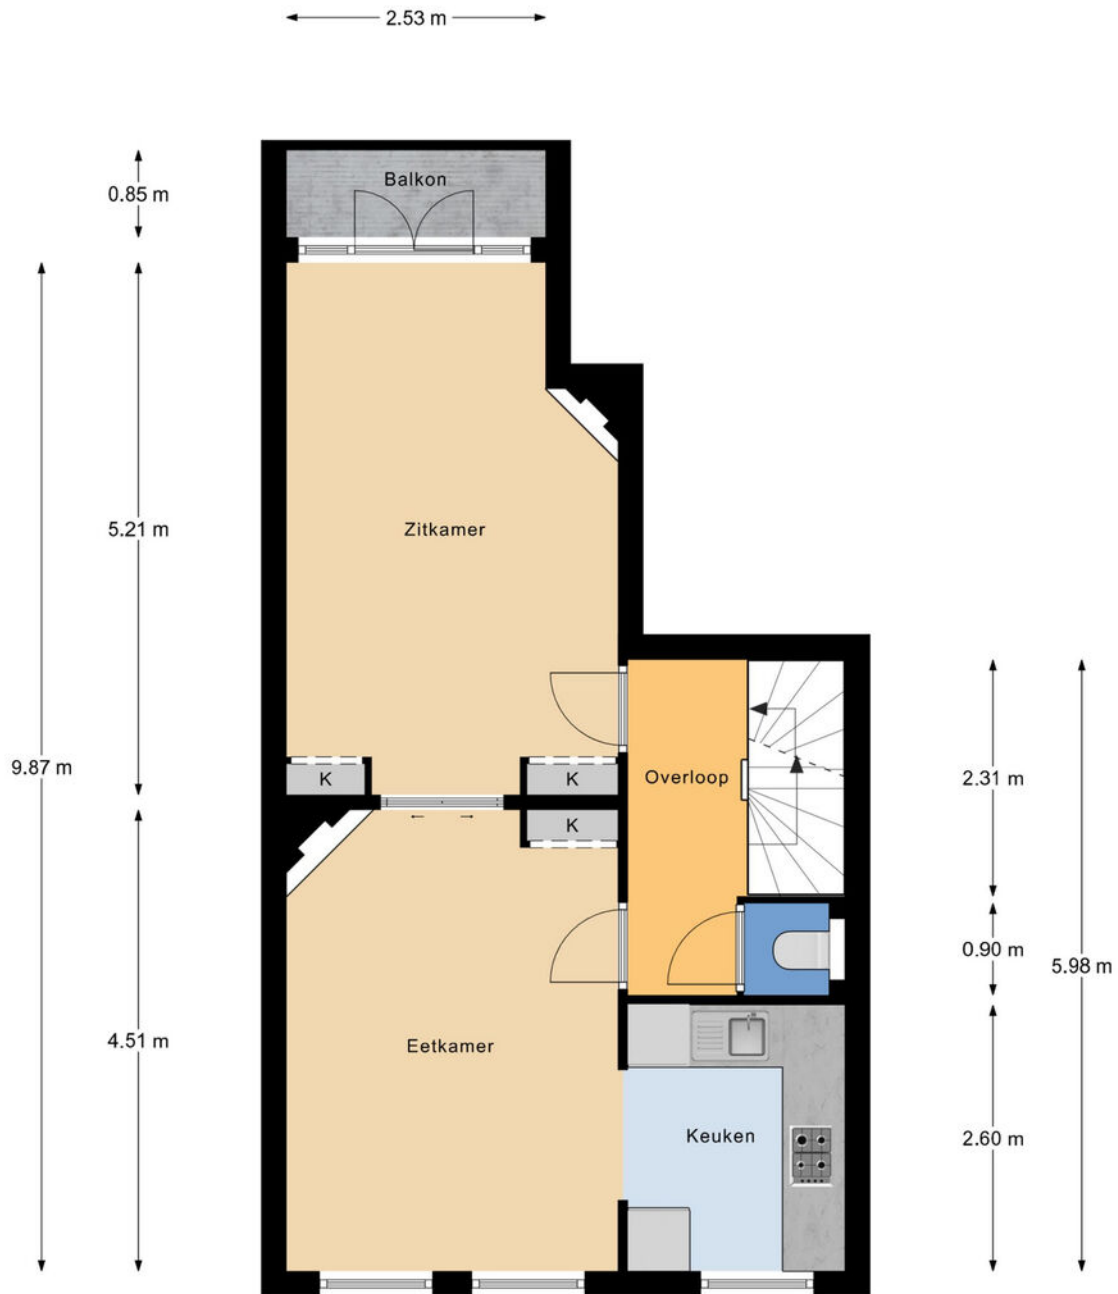 2.53 m
Balkon
0.85 m
5.21 m
Zitkamer
9.87 m
K
K
Overloop
2.31 m
K
0.90 m
5.98 m
4.51 m
Eetkamer
Keuken
2.60 m